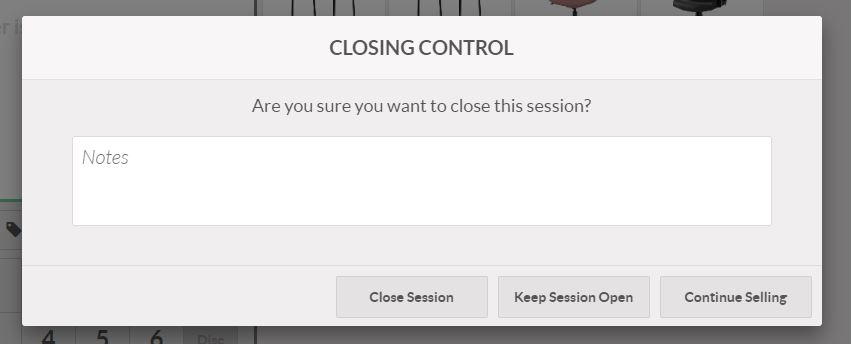 CLOSING CONTROL
Are you sure you want to close this session?
Notes
Close Session Keep Session Open Continue Selling
4 5 6 Disc